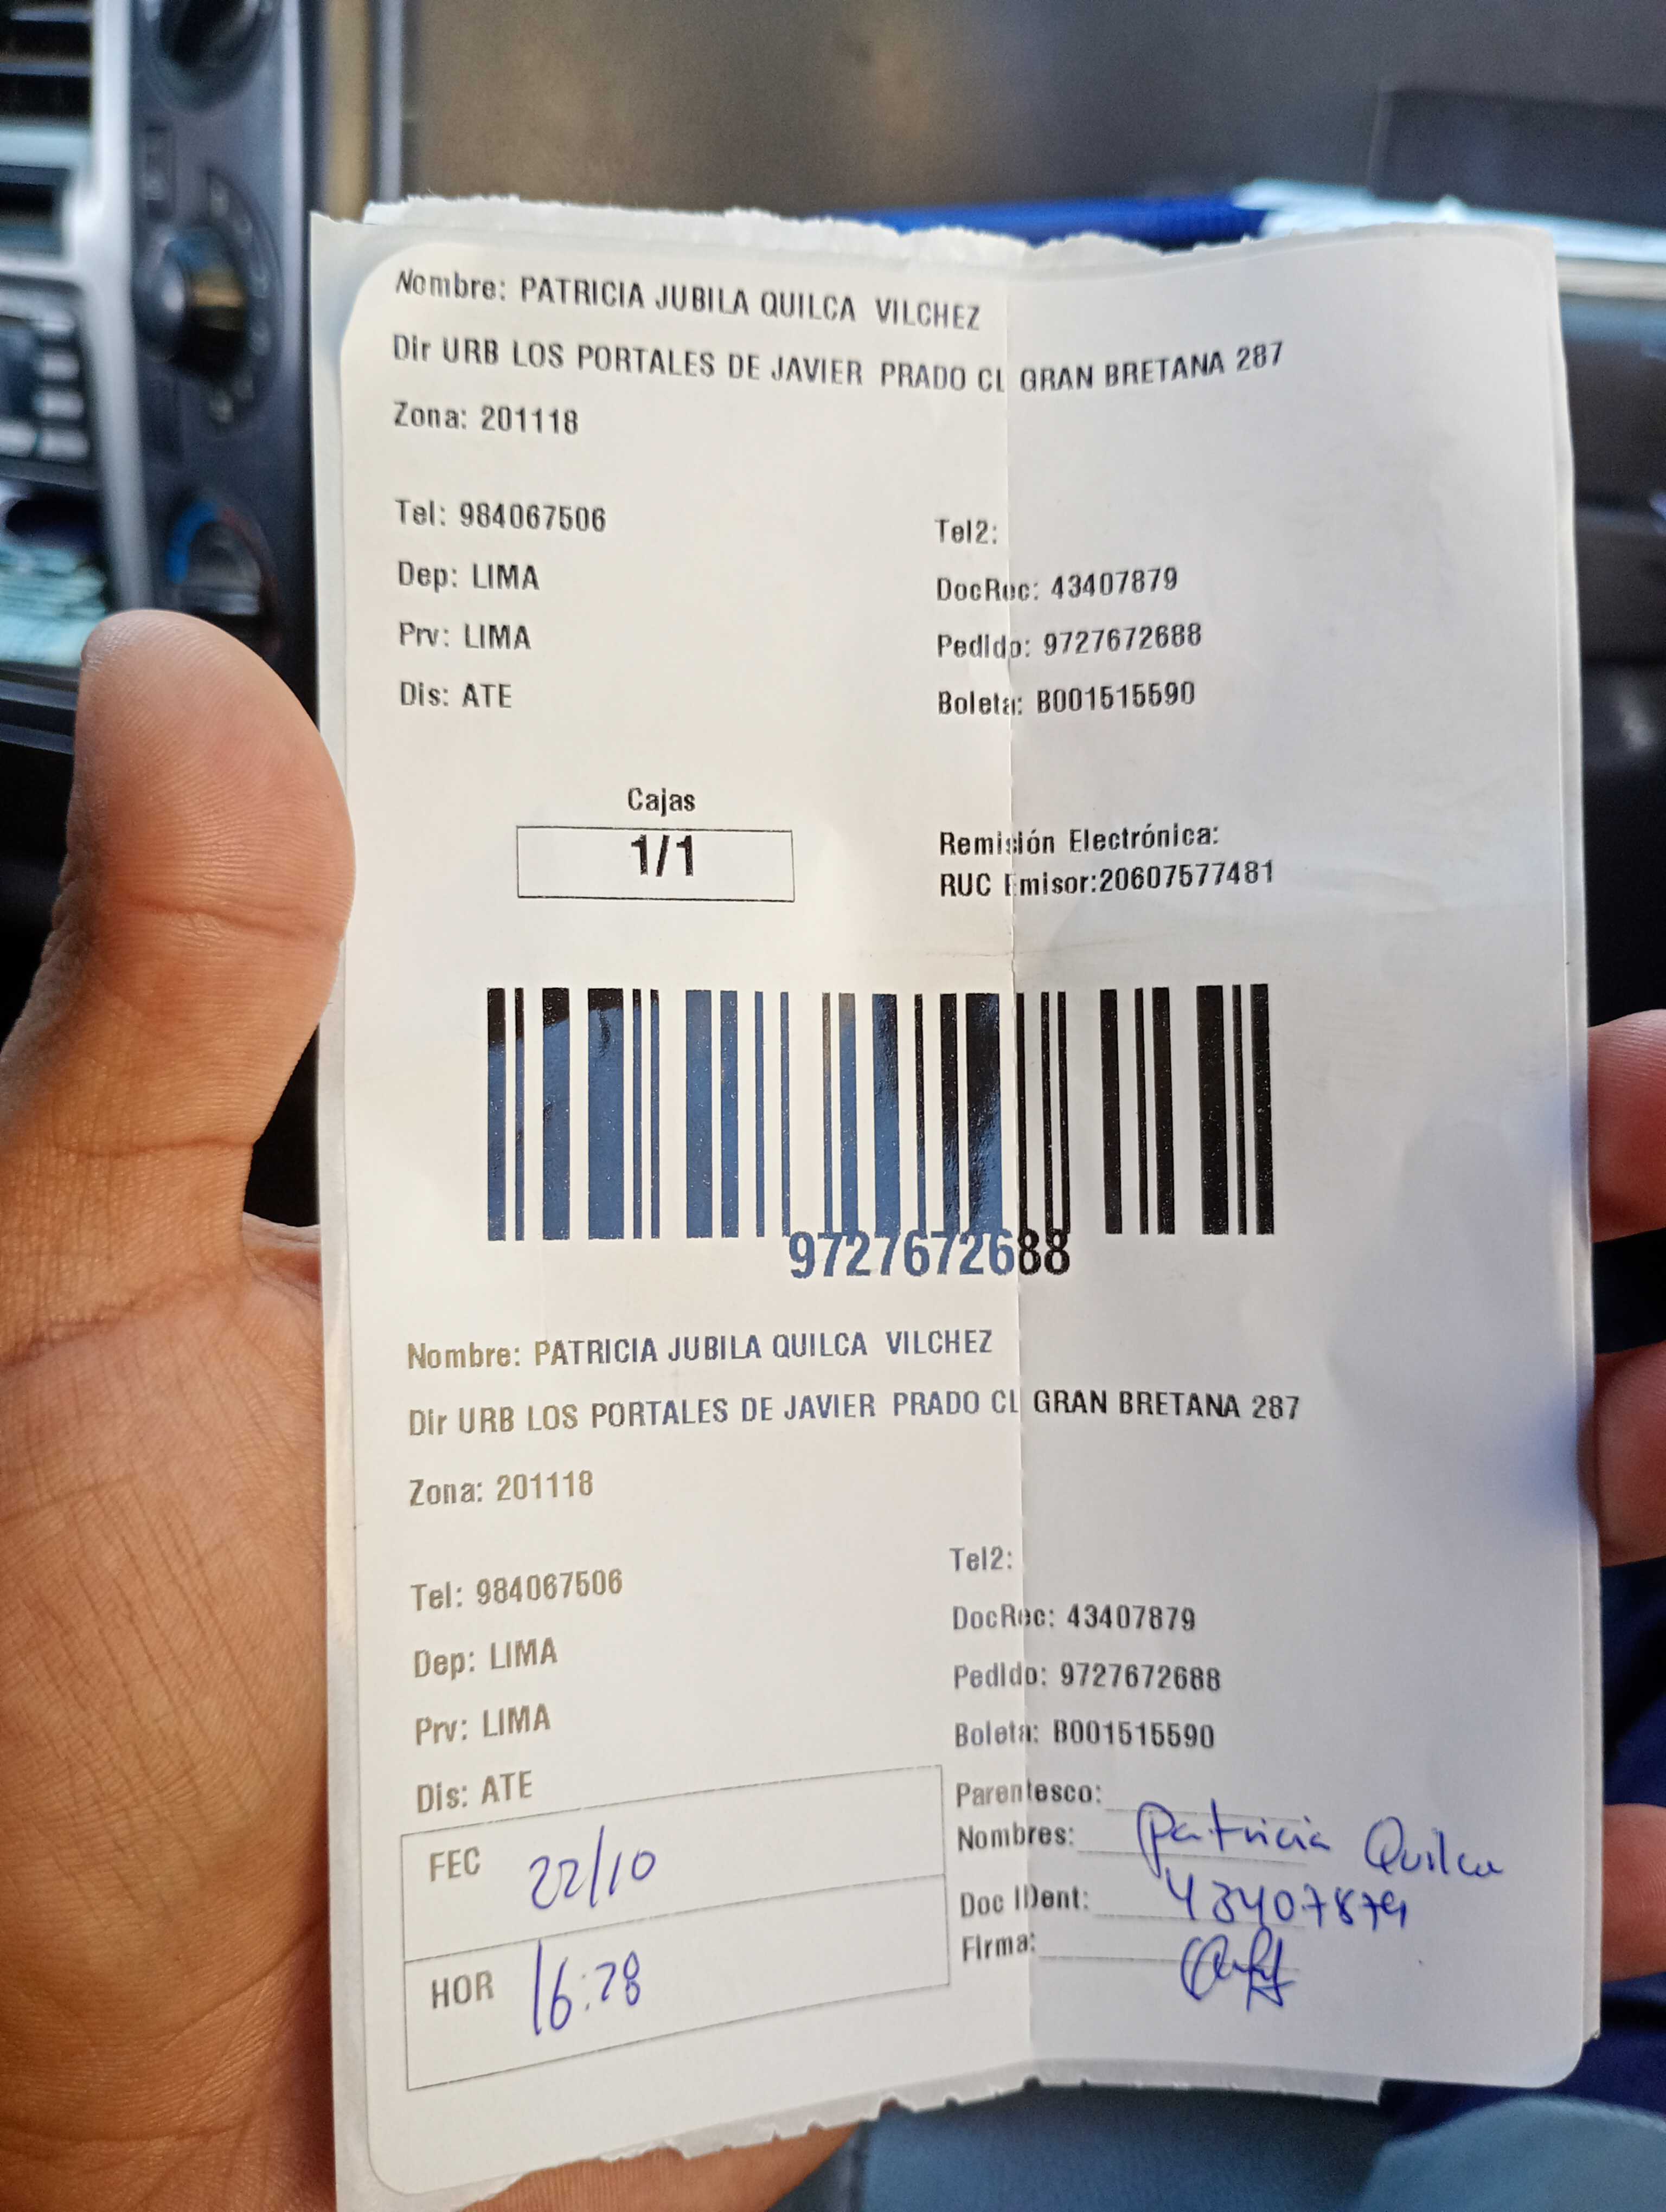 Nombre: PATRICIA JUBILA QUILCA VILCHEZ
Dir URB LOS PORTALES DE JAVIER PRADO CL GRAN BRETANA 287
Zona: 201118
Tel: 984067506
Tel2:
Dep: LIMA
DocRec: 43407879
Prv: LIMA
Pedido: 9727672688
Dis: ATE
Boleta: B001515590
Cajas
1/1
Remisión Electrónica:
RUC Emisor:20607577481
9727672688
Nombre: PATRICIA JUBILA QUILCA VILCHEZ
Dir URB LOS PORTALES DE JAVIER PRADO CL GRAN BRETANA 287
Zona: 201118
Tel: 984067506
Tel2:
Dep: LIMA
DocRec: 43407879
Prv: LIMA
Pedido: 9727672688
Dis: ATE
Boleta: B001515590
Parentesco:
FEC 22/10
Nombres: Patricia Quilca
Doc IDent: 43407879
HOR 16:28
Firma: